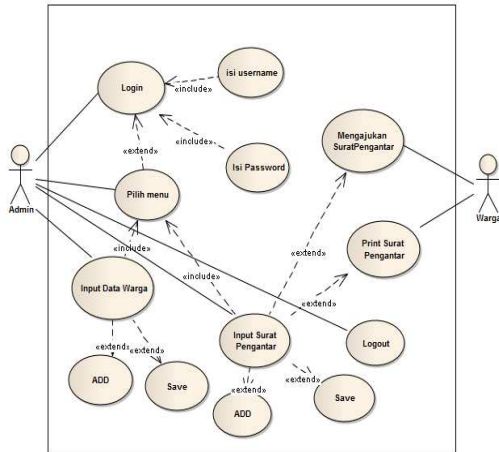 isi username
Login
«include»
Mengajukan
SuratPengantar
«include»
«extend»
Isi Password
Admin
Pilih menu
Warga
«include»
«include»
«extend»
Print Surat
Pengantar
Input Data Warga
«extend»
Input Surat
Pengantar
Logout
«extend»
«extend»
ADD
Save
«extend»
«extend»
Save
ADD